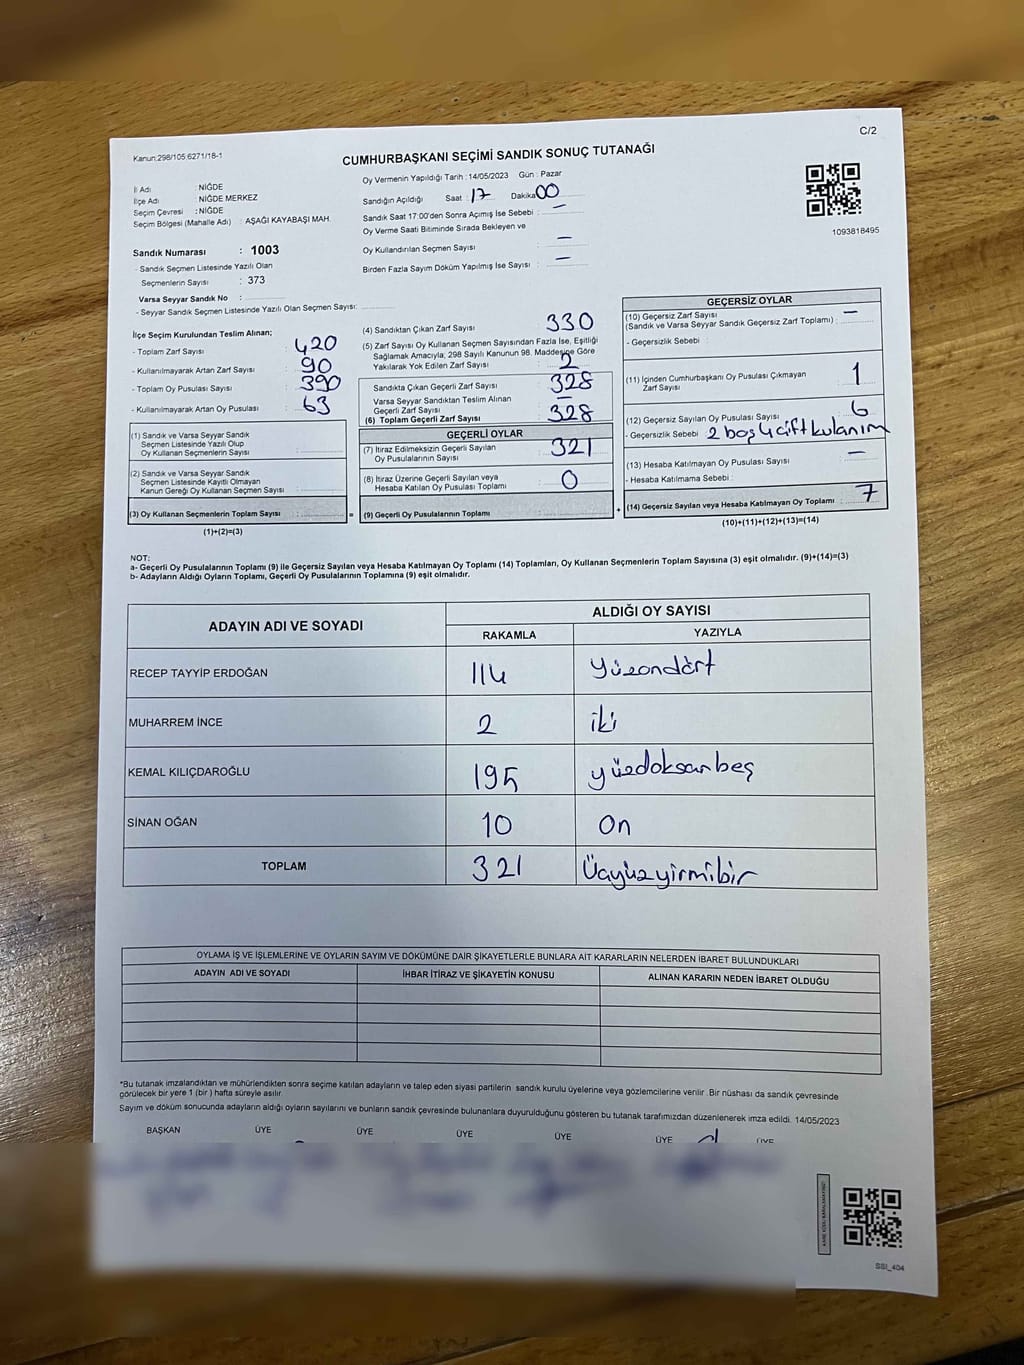 C/2
Kanun:298/105 6271/18-1
CUMHURBAŞKANI SEÇİMİ SANDIK SONUÇ TUTANAĞI
İl Adı : NİĞDE
İlçe Adı : NİĞDE MERKEZ
Seçim Çevresi : NİĞDE
Seçim Bölgesi (Mahalle Adı) : AŞAĞI KAYABAŞI MAH.
Sandık Numarası : 1003
- Sandık Seçmen Listesinde Yazılı Olan
Seçmenlerin Sayısı : 373
Varsa Seyyar Sandık No :
- Seyyar Sandık Seçmen Listesinde Yazılı Olan Seçmen Sayısı:
Oy Vermenin Yapıldığı Tarih : 14/05/2023 Gün : Pazar
Sandığın Açıldığı Saat : 17 Dakika 00
Sandık Saat 17:00'den Sonra Açımış İse Sebebi : —
Oy Verme Saati Bitiminde Sırada Bekleyen ve
Oy Kullandırılan Seçmen Sayısı : —
Birden Fazla Sayım Döküm Yapılmış İse Sayısı : —
1093818495
İlçe Seçim Kurulundan Teslim Alınan;
- Toplam Zarf Sayısı : 420
- Kullanılmayarak Artan Zarf Sayısı : 90
- Toplam Oy Pusulası Sayısı : 390
- Kullanılmayarak Artan Oy Pusulası : 63
(1) Sandık ve Varsa Seyyar Sandık
Seçmen Listesinde Yazılı Olup
Oy Kullanan Seçmenlerin Sayısı :
(2) Sandık ve Varsa Seyyar Sandık
Seçmen Listesinde Kayıtlı Olmayan
Kanun Gereği Oy Kullanan Seçmen Sayısı :
(3) Oy Kullanan Seçmenlerin Toplam Sayısı
(1)+(2)=(3)
(4) Sandıktan Çıkan Zarf Sayısı : 330
(5) Zarf Sayısı Oy Kullanan Seçmen Sayısından Fazla İse, Eşitliği
Sağlamak Amacıyla, 298 Sayılı Kanunun 98. Maddesine Göre
Yakılarak Yok Edilen Zarf Sayısı : 2
Sandıkta Çıkan Geçerli Zarf Sayısı : 328
Varsa Seyyar Sandıktan Teslim Alınan
Geçerli Zarf Sayısı : —
(6) Toplam Geçerli Zarf Sayısı : 328
GEÇERLİ OYLAR
(7) İtiraz Edilmeksizin Geçerli Sayılan
Oy Pusulalarının Sayısı : 321
(8) İtiraz Üzerine Geçerli Sayılan veya
Hesaba Katılan Oy Pusulası Toplamı : 0
= (9) Geçerli Oy Pusulalarının Toplamı
GEÇERSİZ OYLAR
(10) Geçersiz Zarf Sayısı
(Sandık ve Varsa Seyyar Sandık Geçersiz Zarf Toplamı) : —
- Geçersizlik Sebebi :
(11) İçinden Cumhurbaşkanı Oy Pusulası Çıkmayan
Zarf Sayısı : 1
(12) Geçersiz Sayılan Oy Pusulası Sayısı : 6
- Geçersizlik Sebebi 2 boş 4 çift kulanım
(13) Hesaba Katılmayan Oy Pusulası Sayısı : —
- Hesaba Katılmama Sebebi :
+ (14) Geçersiz Sayılan veya Hesaba Katılmayan Oy Toplamı : 7
(10)+(11)+(12)+(13)=(14)
NOT:
a- Geçerli Oy Pusulalarının Toplamı (9) ile Geçersiz Sayılan veya Hesaba Katılmayan Oy Toplamı (14) Toplamları, Oy Kullanan Seçmenlerin Toplam Sayısına (3) eşit olmalıdır. (9)+(14)=(3)
b- Adayların Aldığı Oyların Toplamı, Geçerli Oy Pusulalarının Toplamına (9) eşit olmalıdır.
ADAYIN ADI VE SOYADI
ALDIĞI OY SAYISI
RAKAMLA YAZIYLA
RECEP TAYYİP ERDOĞAN 114 yüzondört
MUHARREM İNCE 2 iki
KEMAL KILIÇDAROĞLU 195 yüzdoksanbeş
SİNAN OĞAN 10 on
TOPLAM 321 Üçyüzyirmibir
OYLAMA İŞ VE İŞLEMLERİNE VE OYLARIN SAYIM VE DÖKÜMÜNE DAİR ŞİKAYETLERLE BUNLARA AİT KARARLARIN NELERDEN İBARET BULUNDUKLARI
ADAYIN ADI VE SOYADI İHBAR İTİRAZ VE ŞİKAYETİN KONUSU ALINAN KARARIN NEDEN İBARET OLDUĞU
*Bu tutanak imzalandıktan ve mühürlendikten sonra seçime katılan adayların ve talep eden siyasi partilerin sandık kurulu üyelerine veya gözlemcilerine verilir. Bir nüshası da sandık çevresinde
görülecek bir yere 1 (bir) hafta süreyle asılır.
Sayım ve döküm sonucunda adayların aldığı oyların sayılarını ve bunların sandık çevresinde bulunanlara duyurulduğunu gösteren bu tutanak tarafımızdan düzenlenerek imza edildi. 14/05/2023
BAŞKAN ÜYE ÜYE ÜYE ÜYE ÜYE ÜYE
SSI_404